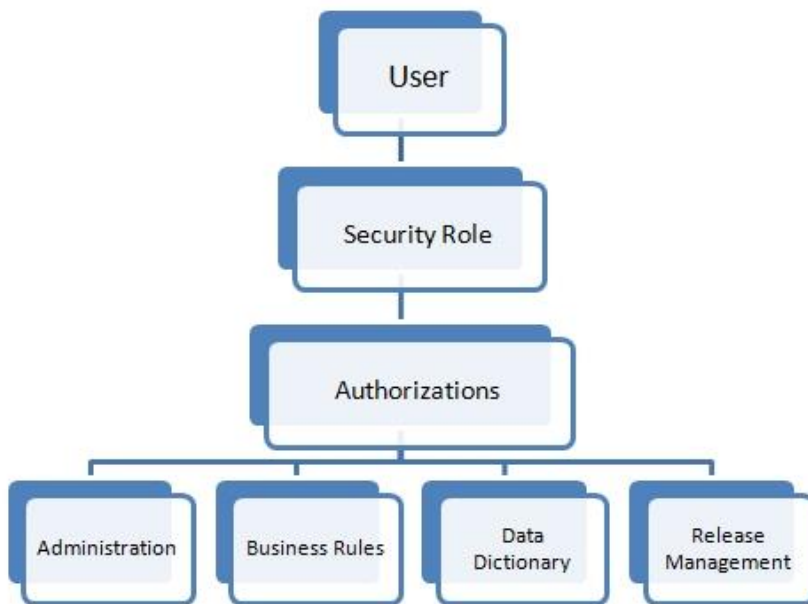 User
Security Role
Authorizations
Administration
Business Rules
Data
Dictionary
Release
Management